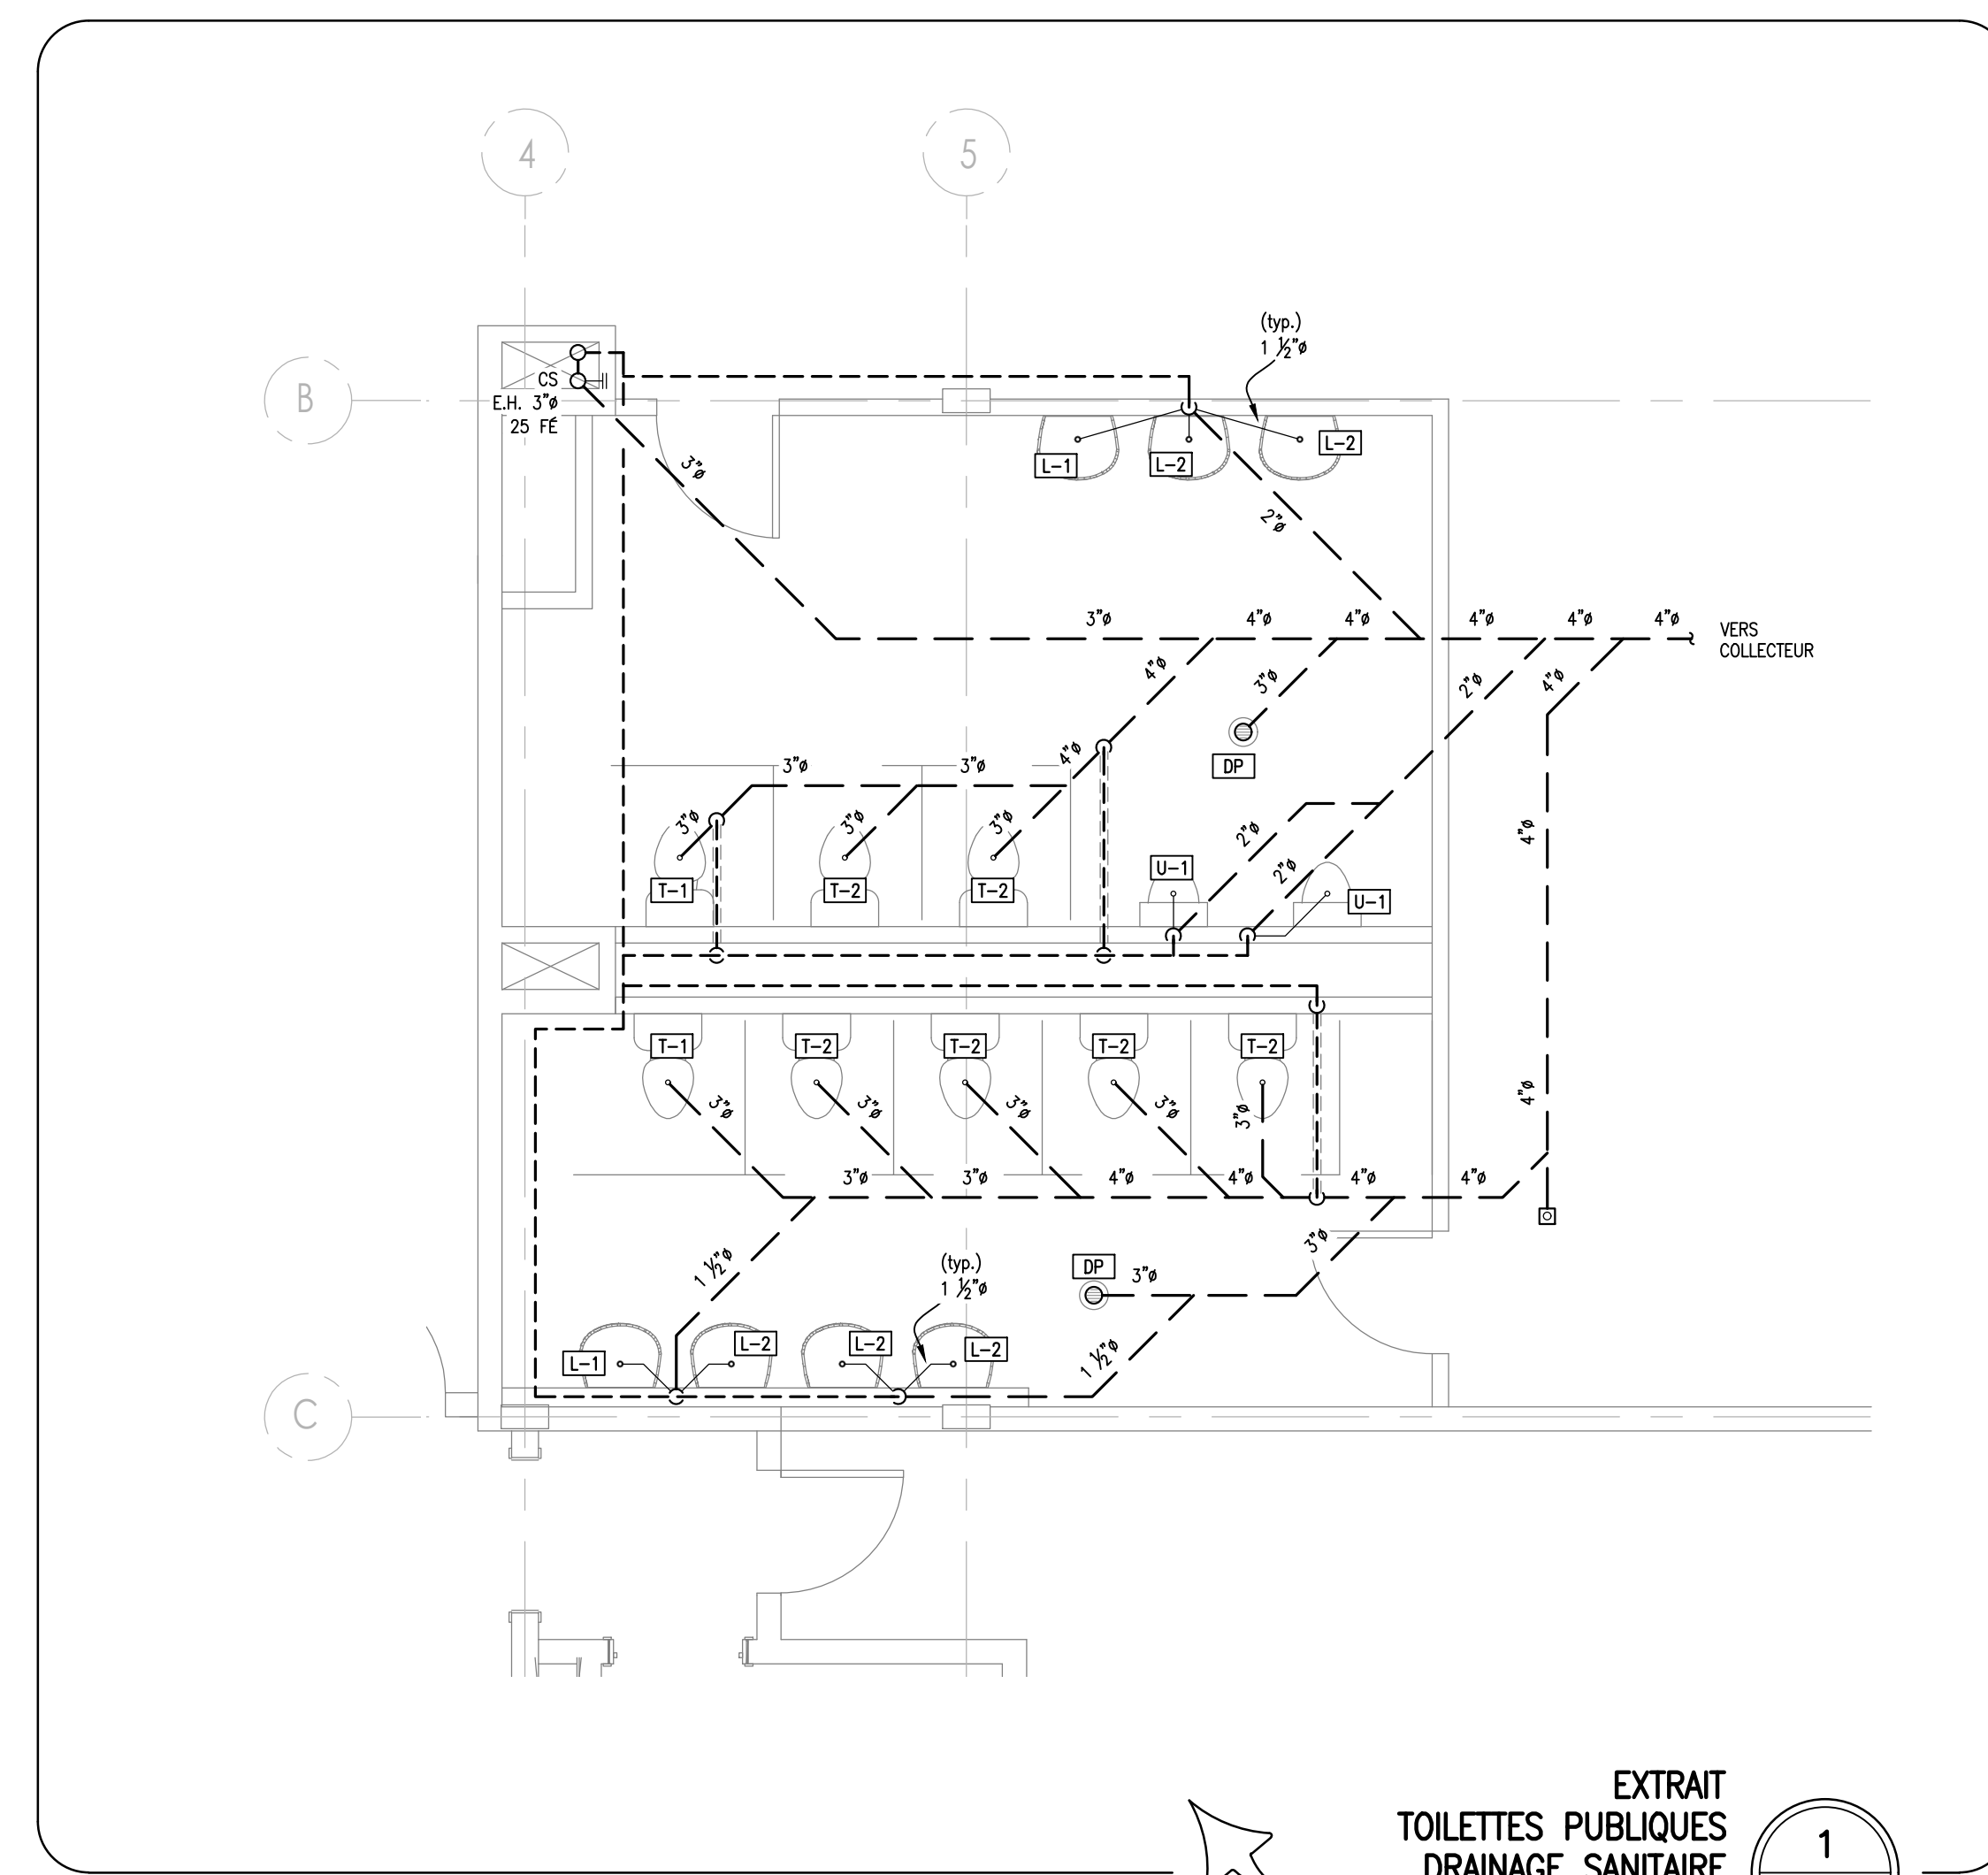 4
5
B
(typ.)
1 ½"ø
CS
E.H. 3"ø
25 FÉ
3"ø
L-1
L-2
L-2
2"ø
3"ø
4"ø
4"ø
4"ø
4"ø
4"ø
VERS
COLLECTEUR
4"ø
3"ø
2"ø
4"ø
3"ø
3"ø
4"ø
DP
3"ø
3"ø
3"ø
2"ø
4"ø
T-1
T-2
T-2
U-1
2"ø
U-1
T-1
T-2
T-2
T-2
T-2
3"ø
3"ø
3"ø
3"ø
3"ø
4"ø
3"ø
3"ø
4"ø
4"ø
4"ø
4"ø
1 ½"ø
(typ.)
1 ½"ø
DP
3"ø
3"ø
L-1
L-2
L-2
L-2
1 ½"ø
C
EXTRAIT
TOILETTES PUBLIQUES
DRAINAGE SANITAIRE
1